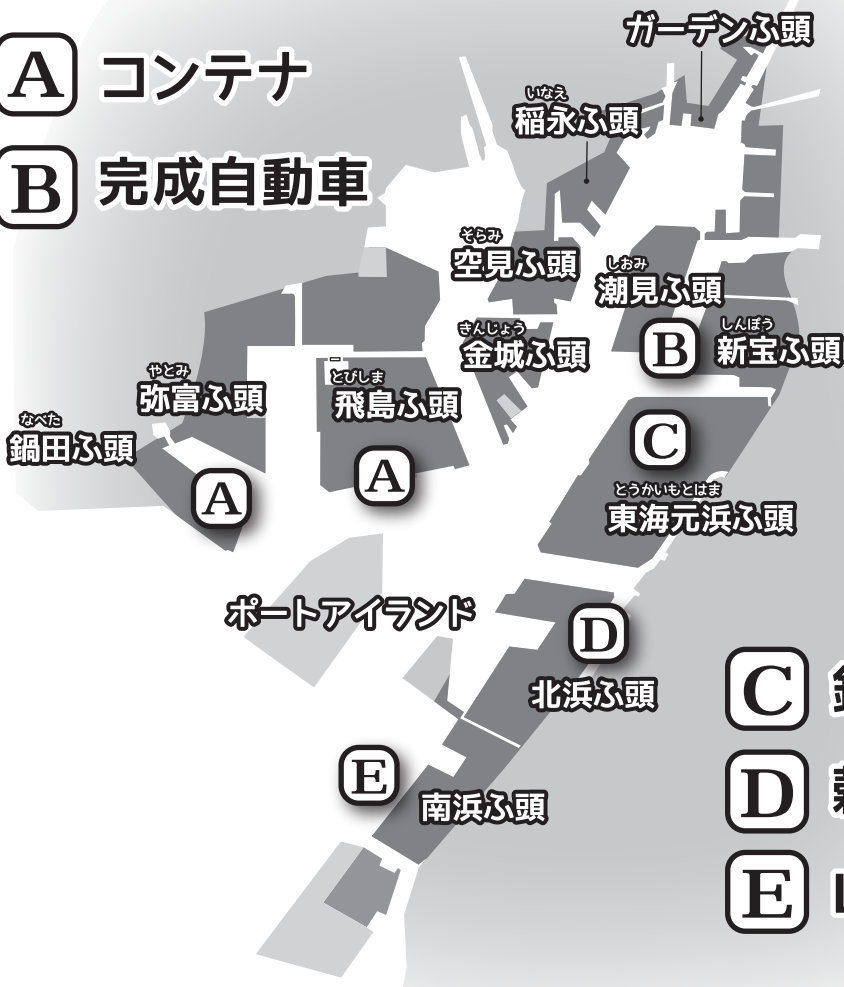 ガーデンふ頭
A コンテナ
いなえ
稲永ふ頭
B 完成自動車
そらみ
空見ふ頭
しおみ
潮見ふ頭
きんじょう
金城ふ頭
B
しんぽう
新宝ふ頭
やとみ
弥富ふ頭
とびしま
飛島ふ頭
なべた
鍋田ふ頭
C
A
A
とうかいもとはま
東海元浜ふ頭
ポートアイランド
D
北浜ふ頭
C
E
南浜ふ頭
D
E